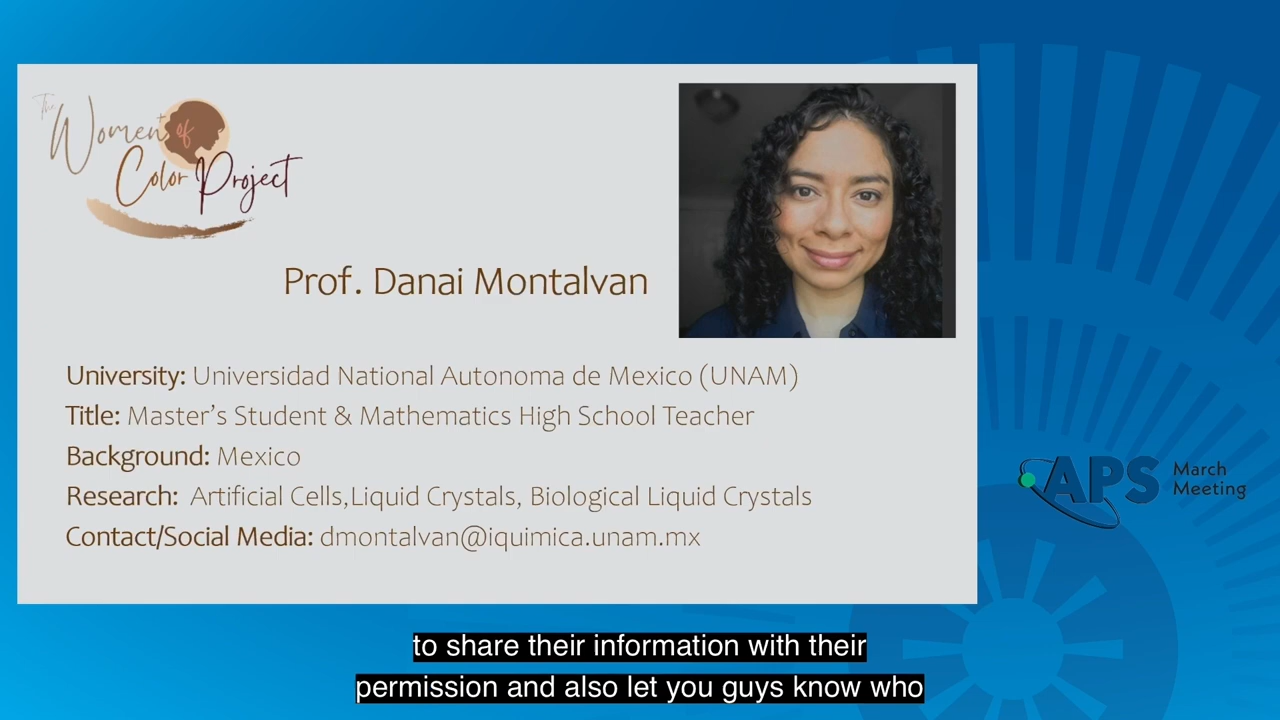 The
Women of
Color Project
Prof. Danai Montalvan
University: Universidad National Autonoma de Mexico (UNAM)
Title: Master's Student & Mathematics High School Teacher
Background: Mexico
Research: Artificial Cells,Liquid Crystals, Biological Liquid Crystals
Contact/Social Media: dmontalvan@iquimica.unam.mx
APS March
Meeting
to share their information with their
permission and also let you guys know who